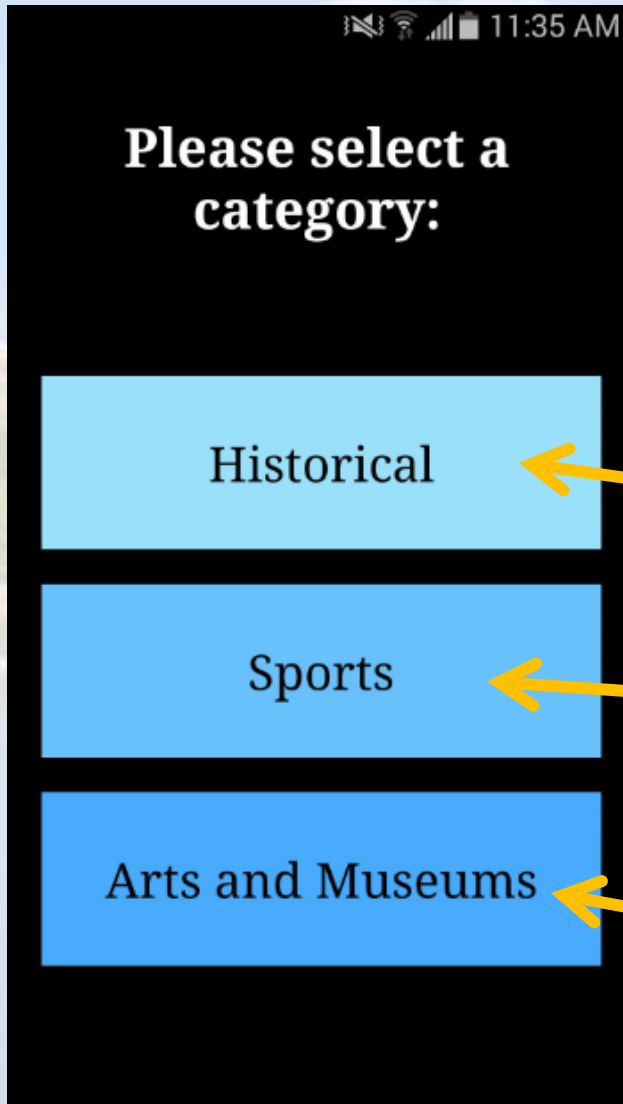 11:35 AM
Please select a
category:
Historical
Sports
Arts and Museums